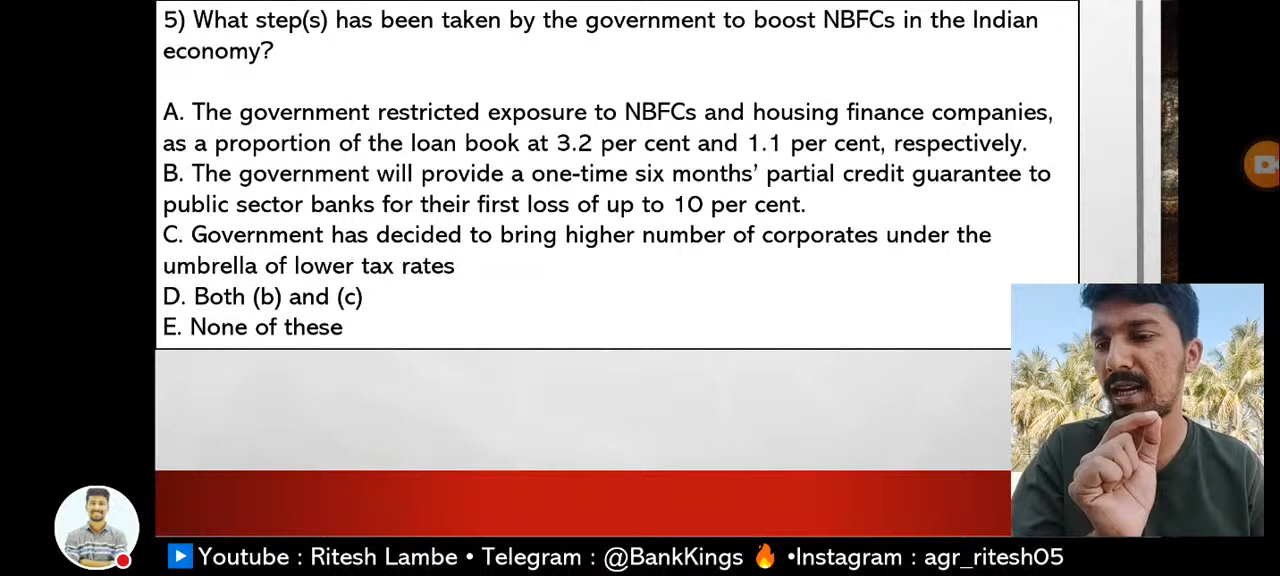 5) What step(s) has been taken by the government to boost NBFCs in the Indian
economy?
A. The government restricted exposure to NBFCs and housing finance companies,
as a proportion of the loan book at 3.2 per cent and 1.1 per cent, respectively.
B. The government will provide a one-time six months’ partial credit guarantee to
public sector banks for their first loss of up to 10 per cent.
C. Government has decided to bring higher number of corporates under the
umbrella of lower tax rates
D. Both (b) and (c)
E. None of these
Youtube : Ritesh Lambe • Telegram : @BankKings 🔥 •Instagram : agr_ritesh05